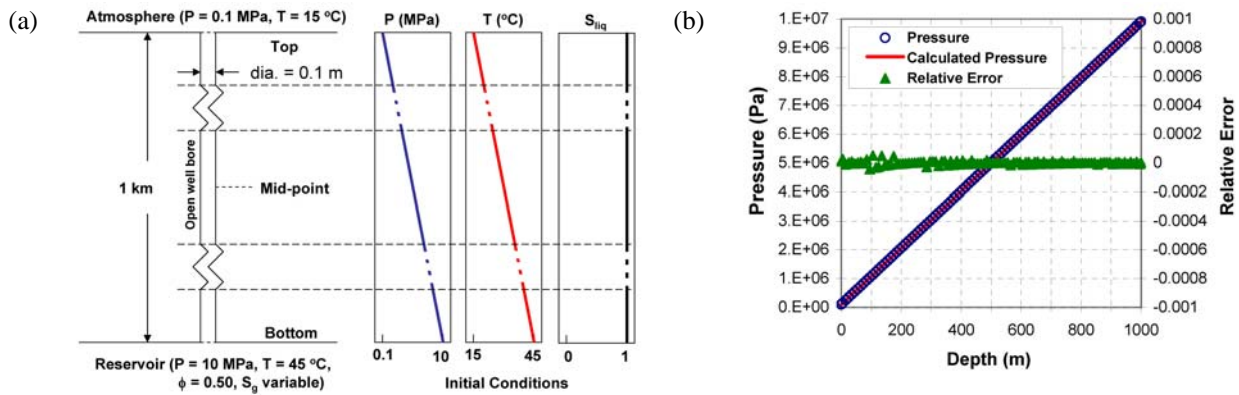 (a)
Atmosphere (P = 0.1 MPa, T = 15 ºC)
P (MPa)
T (ºC)
Sliq
Top
dia. = 0.1 m
Open well bore
1 km
Mid-point
Bottom
0.1 10
15 45
0 1
Reservoir (P = 10 MPa, T = 45 ºC,
ϕ = 0.50, Sg variable)
Initial Conditions
(b)
Pressure (Pa)
1.E+07
9.E+06
8.E+06
7.E+06
6.E+06
5.E+06
4.E+06
3.E+06
2.E+06
1.E+06
0.E+00
Pressure
Calculated Pressure
Relative Error
0.001
0.0008
0.0006
0.0004
0.0002
0
-0.0002
-0.0004
-0.0006
-0.0008
-0.001
Relative Error
0 200 400 600 800 1000
Depth (m)